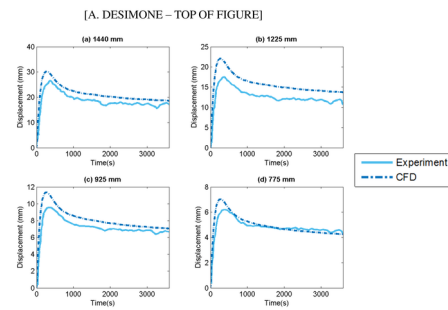 [A. DESIMONE – TOP OF FIGURE]
(a) 1440 mm
Displacement (mm)
40
30
20
10
0
0 1000 2000 3000
Time(s)
(b) 1225 mm
Displacement (mm)
25
20
15
10
5
0
0 1000 2000 3000
Time(s)
Experiment
CFD
(c) 925 mm
Displacement (mm)
12
10
8
6
4
2
0
0 1000 2000 3000
Time(s)
(d) 775 mm
Displacement (mm)
8
6
4
2
0
0 1000 2000 3000
Time(s)